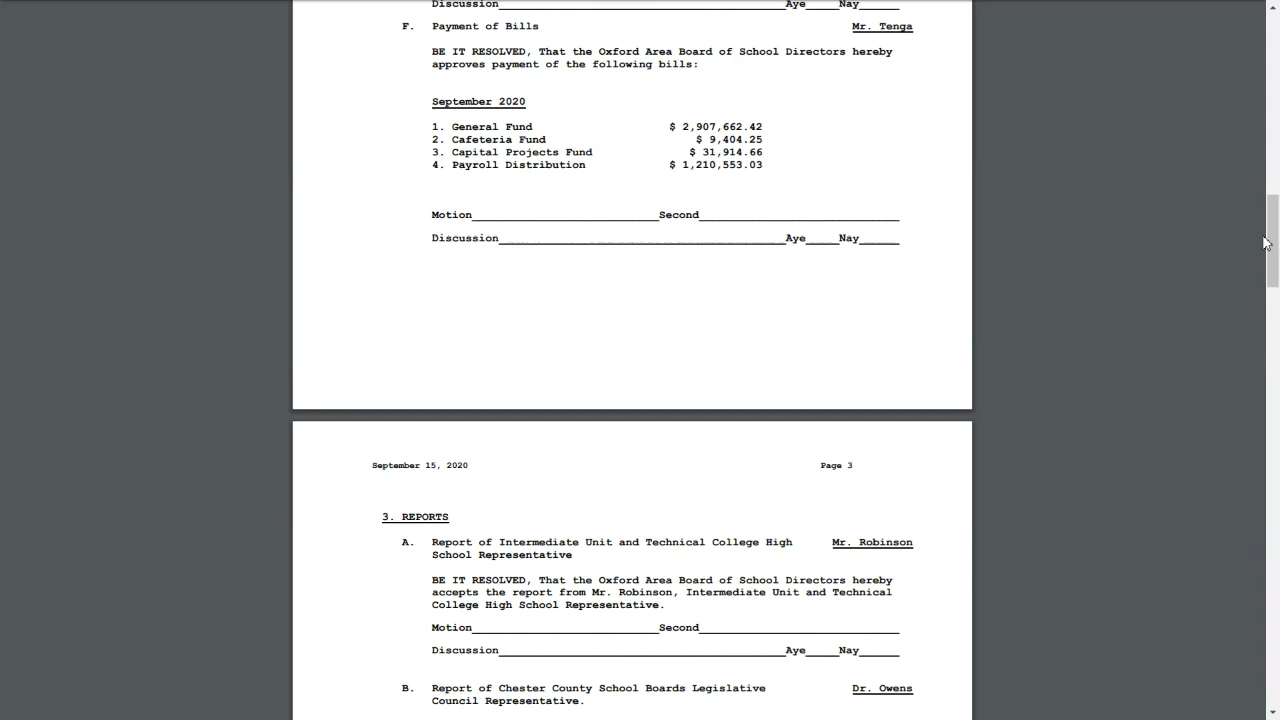 Discussion___________________________________________Aye_____Nay______
F. Payment of Bills Mr. Tenga
BE IT RESOLVED, That the Oxford Area Board of School Directors hereby
approves payment of the following bills:
September 2020
1. General Fund $ 2,907,662.42
2. Cafeteria Fund $ 9,404.25
3. Capital Projects Fund $ 31,914.66
4. Payroll Distribution $ 1,210,553.03
Motion____________________________Second______________________________
Discussion___________________________________________Aye_____Nay______
September 15, 2020 Page 3
3. REPORTS
A. Report of Intermediate Unit and Technical College High Mr. Robinson
School Representative
BE IT RESOLVED, That the Oxford Area Board of School Directors hereby
accepts the report from Mr. Robinson, Intermediate Unit and Technical
College High School Representative.
Motion____________________________Second______________________________
Discussion___________________________________________Aye_____Nay______
B. Report of Chester County School Boards Legislative Dr. Owens
Council Representative.